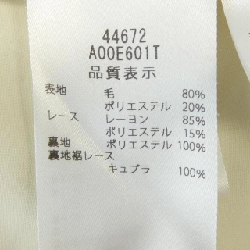 44672
A00E601T
品質表示
表地 毛 80%
ポリエステル 20%
レース レーヨン 85%
ポリエステル 15%
裏地 ポリエステル 100%
裏地裾レース
キュプラ 100%